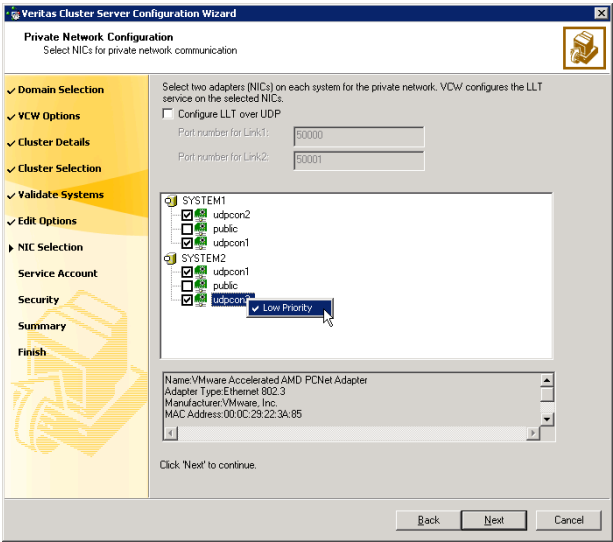 Veritas Cluster Server Configuration Wizard
Private Network Configuration
Select NICs for private network communication
Domain Selection
VCW Options
Cluster Details
Cluster Selection
Validate Systems
Edit Options
NIC Selection
Service Account
Security
Summary
Finish
Select two adapters (NICs) on each system for the private network. VCW configures the LLT
service on the selected NICs.
Configure LLT over UDP
Port number for Link1:
50000
Port number for Link2:
50001
SYSTEM1
udpcon2
public
udpcon1
SYSTEM2
udpcon1
public
Low Priority
Name:VMware Accelerated AMD PCNet Adapter
Adapter Type:Ethernet 802.3
Manufacturer:VMware, Inc.
MAC Address:00:0C:29:22:3A:85
Click 'Next' to continue.
Back
Next
Cancel